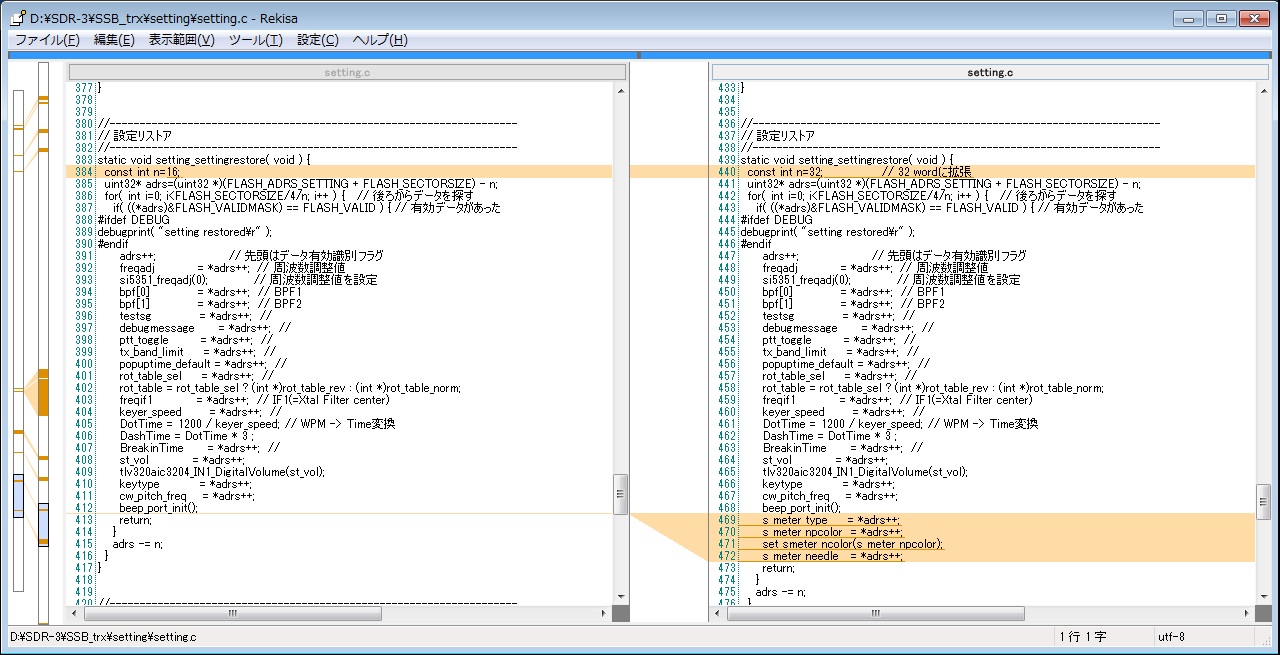 D:¥SDR-3¥SSB_trx¥setting¥setting.c - Rekisa
ファイル(F) 編集(E) 表示範囲(V) ツール(T) 設定(C) ヘルプ(H)
setting.c
377 }
378
379
380 //--------------------------------------------------------------------
381 // 設定リストア
382 //--------------------------------------------------------------------
383 static void setting_settingrestore( void ) {
384 const int n=16;
385 uint32* adrs=(uint32 *)(FLASH_ADRS_SETTING + FLASH_SECTORSIZE) - n;
386 for( int i=0; i<FLASH_SECTORSIZE/4/n; i++ ) { // 後ろからデータを探す
387 if( ((*adrs)&FLASH_VALIDMASK) == FLASH_VALID ) { // 有効データがあった
388 #ifdef DEBUG
389 debugprint( "setting restored¥r" );
390 #endif
391 adrs++; // 先頭はデータ有効識別フラグ
392 freqadj = *adrs++; // 周波数調整値
393 si5351_freqadj(0); // 周波数調整値を設定
394 bpf[0] = *adrs++; // BPF1
395 bpf[1] = *adrs++; // BPF2
396 testsg = *adrs++; //
397 debugmessage = *adrs++; //
398 ptt_toggle = *adrs++; //
399 tx_band_limit = *adrs++; //
400 popuptime_default = *adrs++; //
401 rot_table_sel = *adrs++; //
402 rot_table = rot_table_sel ? (int *)rot_table_rev : (int *)rot_table_norm;
403 freqif1 = *adrs++; // IF1(=Xtal Filter center)
404 keyer_speed = *adrs++; //
405 DotTime = 1200 / keyer_speed; // WPM -> Time変換
406 DashTime = DotTime * 3 ;
407 BreakinTime = *adrs++; //
408 st_vol = *adrs++; //
409 tlv320aic3204_IN1_DigitalVolume(st_vol);
410 keytype = *adrs++;
411 cw_pitch_freq = *adrs++;
412 beep_port_init();
413 return;
414 }
415 adrs -= n;
416 }
417 }
418
419
420 //--------------------------------------------------------------------
setting.c
433 }
434
435
436 //--------------------------------------------------------------------
437 // 設定リストア
438 //--------------------------------------------------------------------
439 static void setting_settingrestore( void ) {
440 const int n=32; // 32 wordに拡張
441 uint32* adrs=(uint32 *)(FLASH_ADRS_SETTING + FLASH_SECTORSIZE) - n;
442 for( int i=0; i<FLASH_SECTORSIZE/4/n; i++ ) { // 後ろからデータを探す
443 if( ((*adrs)&FLASH_VALIDMASK) == FLASH_VALID ) { // 有効データがあった
444 #ifdef DEBUG
445 debugprint( "setting restored¥r" );
446 #endif
447 adrs++; // 先頭はデータ有効識別フラグ
448 freqadj = *adrs++; // 周波数調整値
449 si5351_freqadj(0); // 周波数調整値を設定
450 bpf[0] = *adrs++; // BPF1
451 bpf[1] = *adrs++; // BPF2
452 testsg = *adrs++; //
453 debugmessage = *adrs++; //
454 ptt_toggle = *adrs++; //
455 tx_band_limit = *adrs++; //
456 popuptime_default = *adrs++; //
457 rot_table_sel = *adrs++; //
458 rot_table = rot_table_sel ? (int *)rot_table_rev : (int *)rot_table_norm;
459 freqif1 = *adrs++; // IF1(=Xtal Filter center)
460 keyer_speed = *adrs++; //
461 DotTime = 1200 / keyer_speed; // WPM -> Time変換
462 DashTime = DotTime * 3 ;
463 BreakinTime = *adrs++; //
464 st_vol = *adrs++; //
465 tlv320aic3204_IN1_DigitalVolume(st_vol);
466 keytype = *adrs++;
467 cw_pitch_freq = *adrs++;
468 beep_port_init();
469 s_meter_type = *adrs++;
470 s_meter_npcolor = *adrs++;
471 set_smeter_ncolor(s_meter_npcolor);
472 s_meter_needle = *adrs++;
473 return;
474 }
475 adrs -= n;
476 }
D:¥SDR-3¥SSB_trx¥setting¥setting.c
1 行 1 字
utf-8